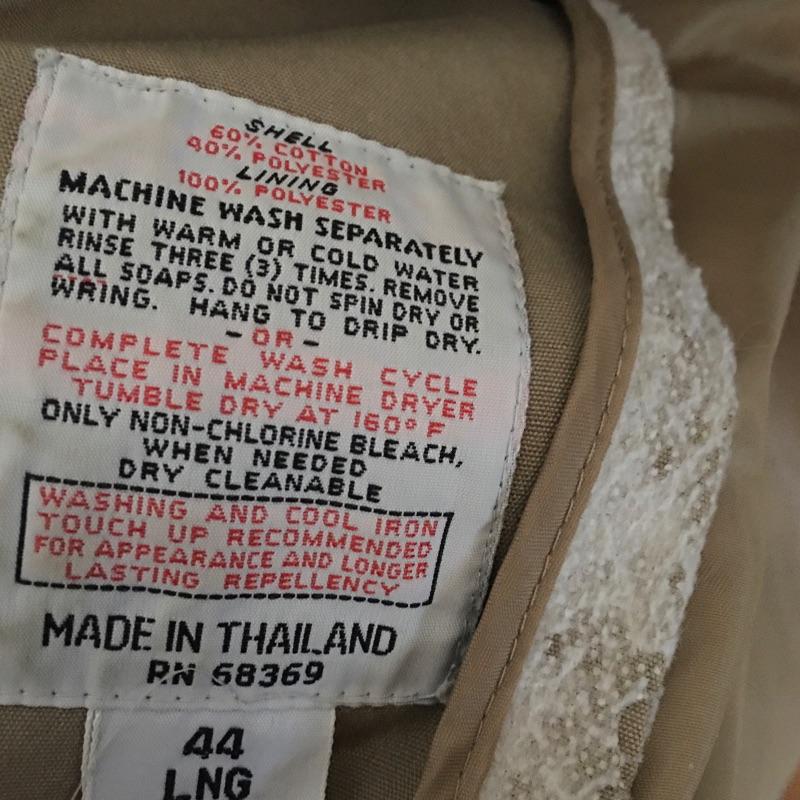 SHELL
60% COTTON
40% POLYESTER
LINING
100% POLYESTER
MACHINE WASH SEPARATELY
WITH WARM OR COLD WATER
RINSE THREE (3) TIMES. REMOVE
ALL SOAPS. DO NOT SPIN DRY OR
WRING. HANG TO DRIP DRY.
- OR -
COMPLETE WASH CYCLE
PLACE IN MACHINE DRYER
TUMBLE DRY AT 160° F
ONLY NON-CHLORINE BLEACH,
WHEN NEEDED
DRY CLEANABLE
WASHING AND COOL IRON
TOUCH UP RECOMMENDED
FOR APPEARANCE AND LONGER
LASTING REPELLENCY
MADE IN THAILAND
RN 68369
44
LNG